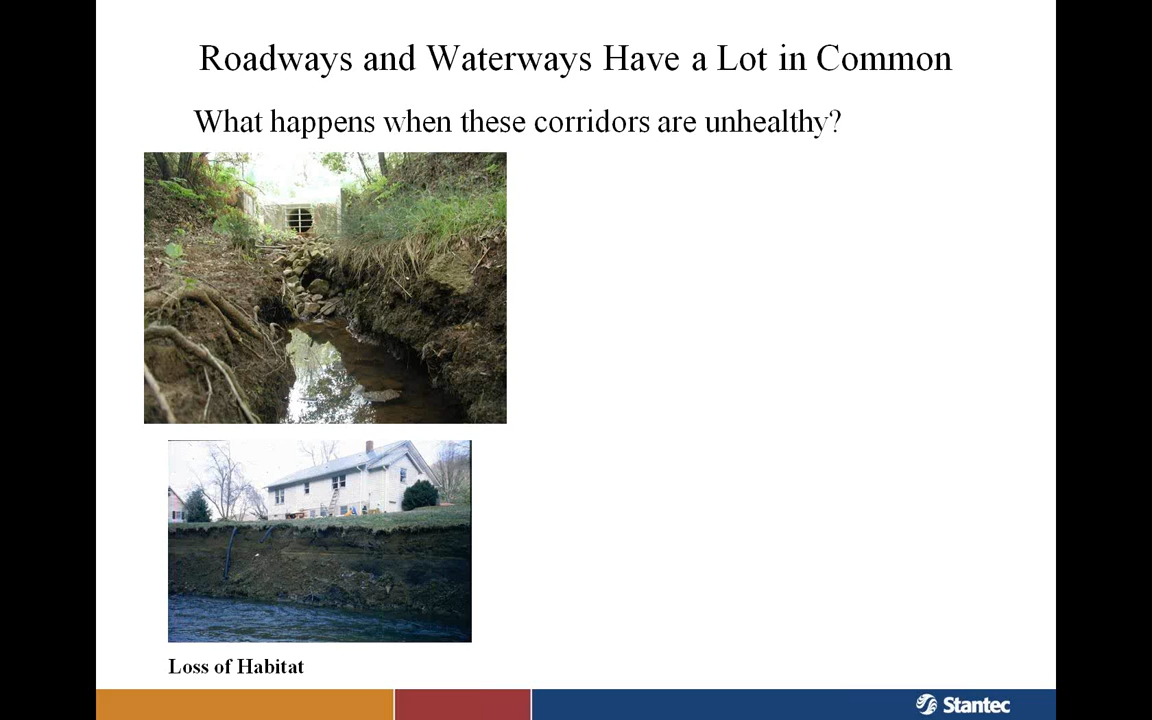 Roadways and Waterways Have a Lot in Common
What happens when these corridors are unhealthy?
Loss of Habitat
Stantec